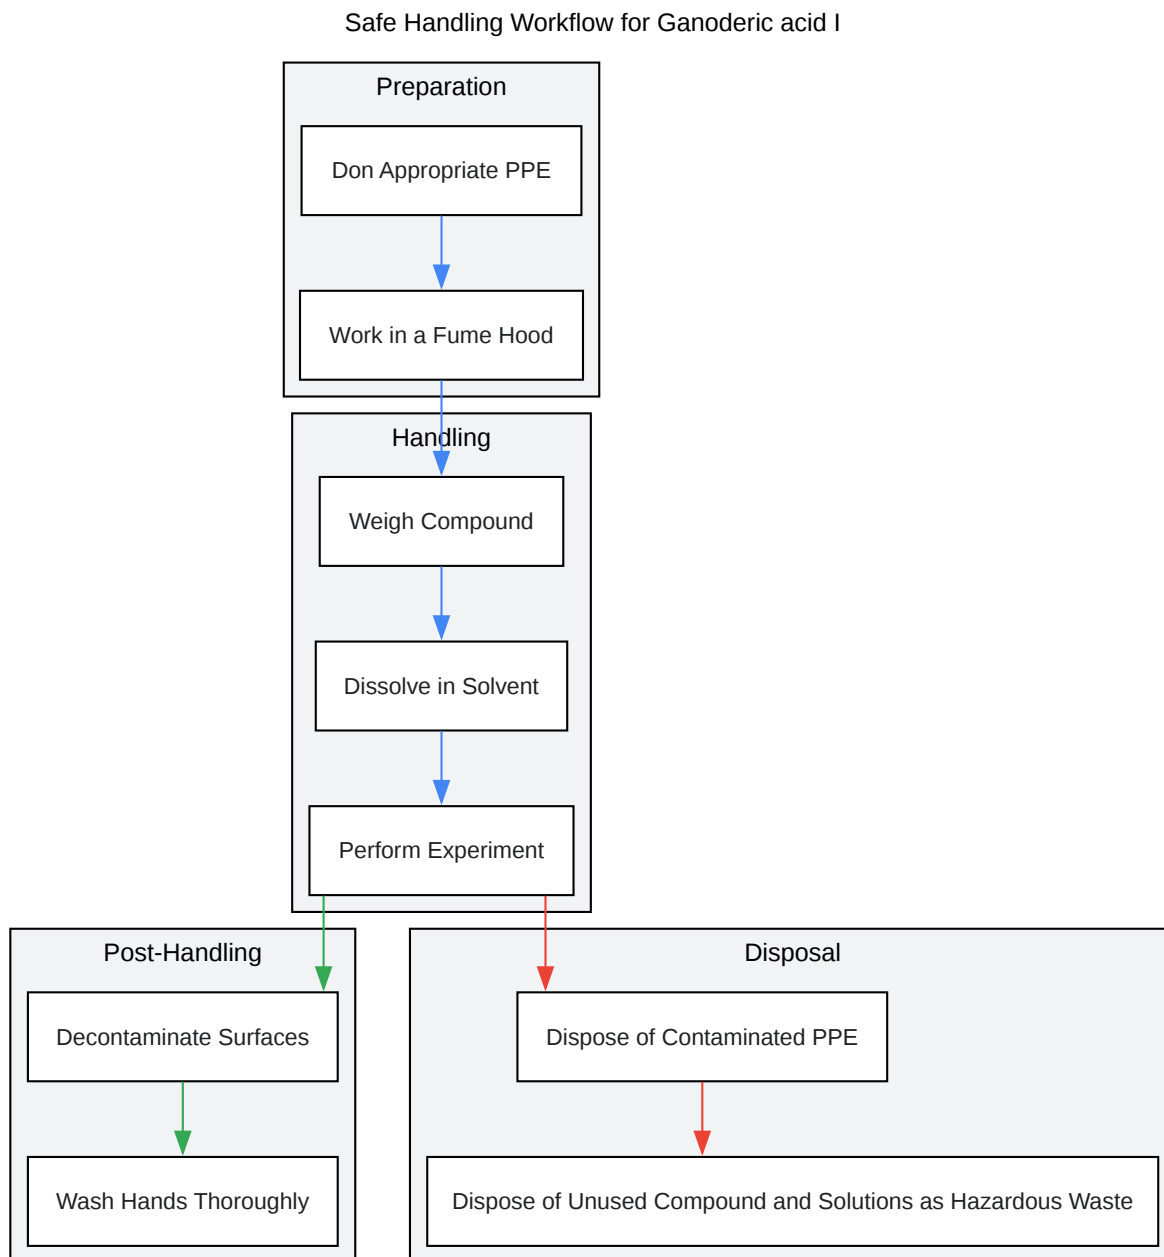 Safe Handling Workflow for Ganoderic acid I
Preparation
Don Appropriate PPE
Work in a Fume Hood
Handling
Weigh Compound
Dissolve in Solvent
Perform Experiment
Post-Handling
Decontaminate Surfaces
Wash Hands Thoroughly
Disposal
Dispose of Contaminated PPE
Dispose of Unused Compound and Solutions as Hazardous Waste